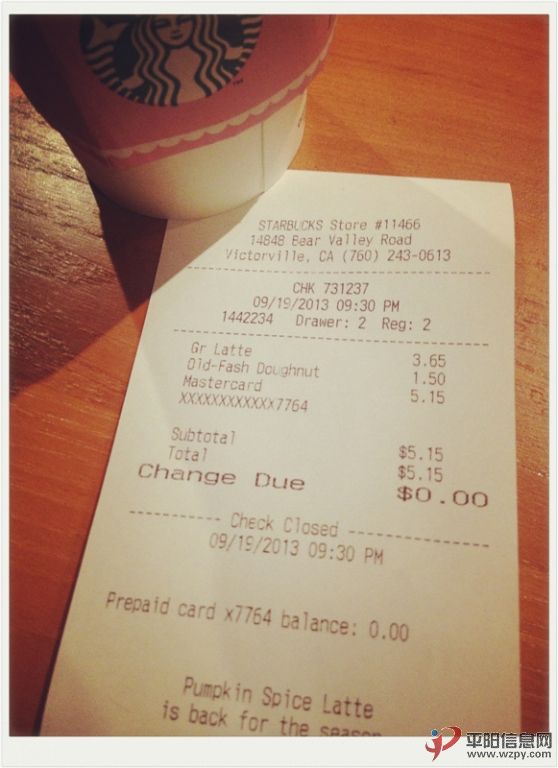 STARBUCKS Store #11466
14848 Bear Valley Road
Victorville, CA (760) 243-0613
CHK 731237
09/19/2013 09:30 PM
1442234 Drawer: 2 Reg: 2
Gr Latte 3.65
Old-Fash Doughnut 1.50
Mastercard 5.15
XXXXXXXXXXXX7764
Subtotal $5.15
Total $5.15
Change Due $0.00
Check Closed
09/19/2013 09:30 PM
Prepaid card x7764 balance: 0.00
Pumpkin Spice Latte
is back for the season
平阳信息网
www.wzpy.com